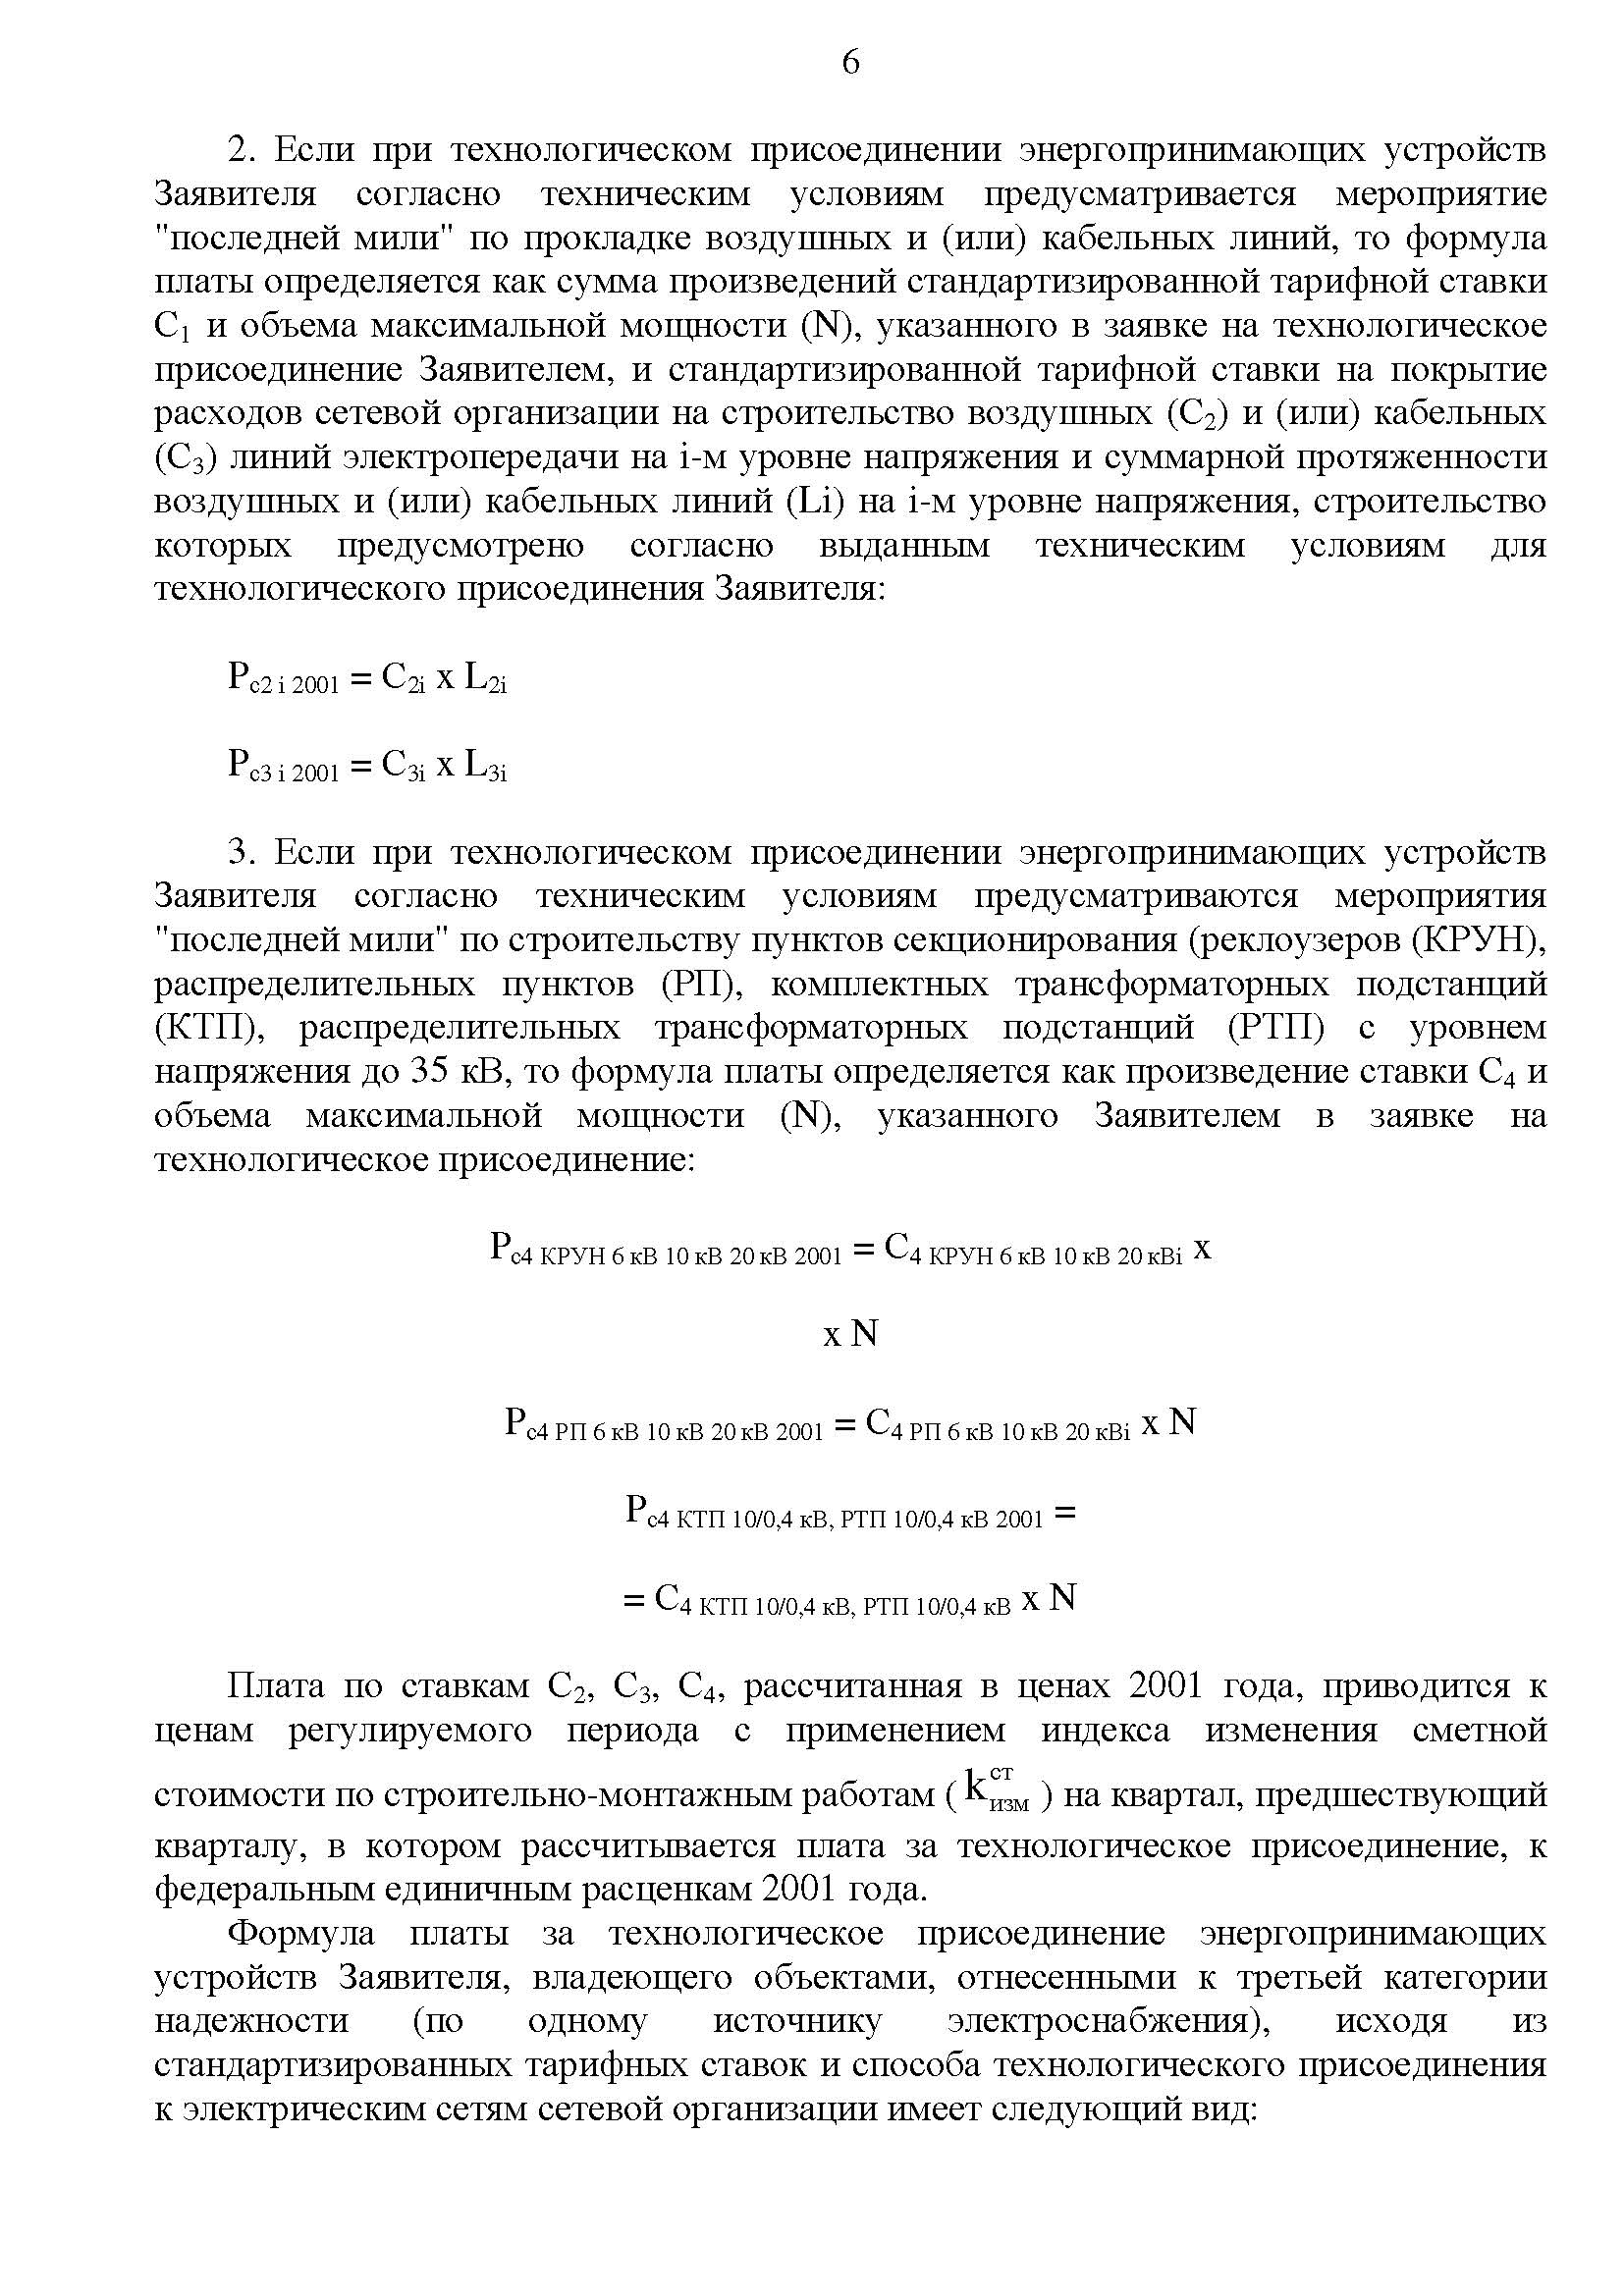 6
2. Если при технологическом присоединении энергопринимающих устройств
Заявителя согласно техническим условиям предусматривается мероприятие
"последней мили" по прокладке воздушных и (или) кабельных линий, то формула
платы определяется как сумма произведений стандартизированной тарифной ставки
C₁ и объема максимальной мощности (N), указанного в заявке на технологическое
присоединение Заявителем, и стандартизированной тарифной ставки на покрытие
расходов сетевой организации на строительство воздушных (C₂) и (или) кабельных
(C₃) линий электропередачи на i-м уровне напряжения и суммарной протяженности
воздушных и (или) кабельных линий (Li) на i-м уровне напряжения, строительство
которых предусмотрено согласно выданным техническим условиям для
технологического присоединения Заявителя:
Pc2 i 2001 = C2i x L2i
Pc3 i 2001 = C3i x L3i
3. Если при технологическом присоединении энергопринимающих устройств
Заявителя согласно техническим условиям предусматриваются мероприятия
"последней мили" по строительству пунктов секционирования (реклоузеров (КРУН),
распределительных пунктов (РП), комплектных трансформаторных подстанций
(КТП), распределительных трансформаторных подстанций (РТП) с уровнем
напряжения до 35 кВ, то формула платы определяется как произведение ставки C₄ и
объема максимальной мощности (N), указанного Заявителем в заявке на
технологическое присоединение:
Pc4 КРУН 6 кВ 10 кВ 20 кВ 2001 = C4 КРУН 6 кВ 10 кВ 20 кВi x
x N
Pc4 РП 6 кВ 10 кВ 20 кВ 2001 = C4 РП 6 кВ 10 кВ 20 кВi x N
Pc4 КТП 10/0,4 кВ, РТП 10/0,4 кВ 2001 =
= C4 КТП 10/0,4 кВ, РТП 10/0,4 кВ x N
Плата по ставкам C₂, C₃, C₄, рассчитанная в ценах 2001 года, приводится к
ценам регулируемого периода с применением индекса изменения сметной
стоимости по строительно-монтажным работам ( k ст изм ) на квартал, предшествующий
кварталу, в котором рассчитывается плата за технологическое присоединение, к
федеральным единичным расценкам 2001 года.
Формула платы за технологическое присоединение энергопринимающих
устройств Заявителя, владеющего объектами, отнесенными к третьей категории
надежности (по одному источнику электроснабжения), исходя из
стандартизированных тарифных ставок и способа технологического присоединения
к электрическим сетям сетевой организации имеет следующий вид: